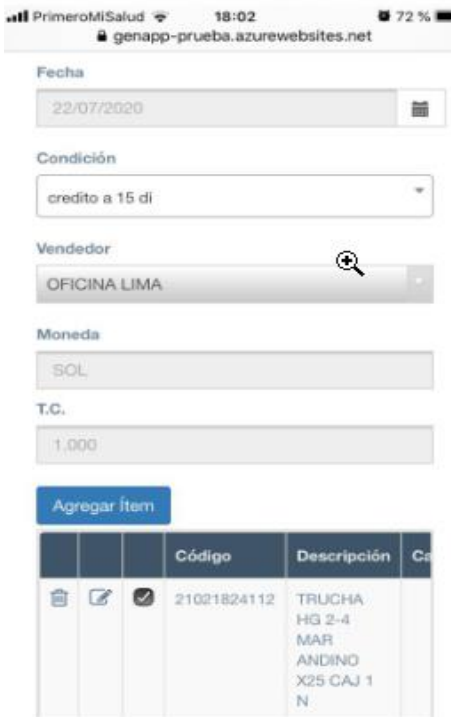 PrimeroMiSalud 18:02 72 %
genapp-prueba.azurewebsites.net
Fecha
22/07/2020
Condición
credito a 15 di
Vendedor
OFICINA LIMA
Moneda
SOL
T.C.
1.000
Agregar Ítem
Código Descripción Ca
21021824112 TRUCHA
HG 2-4
MAR
ANDINO
X25 CAJ 1
N